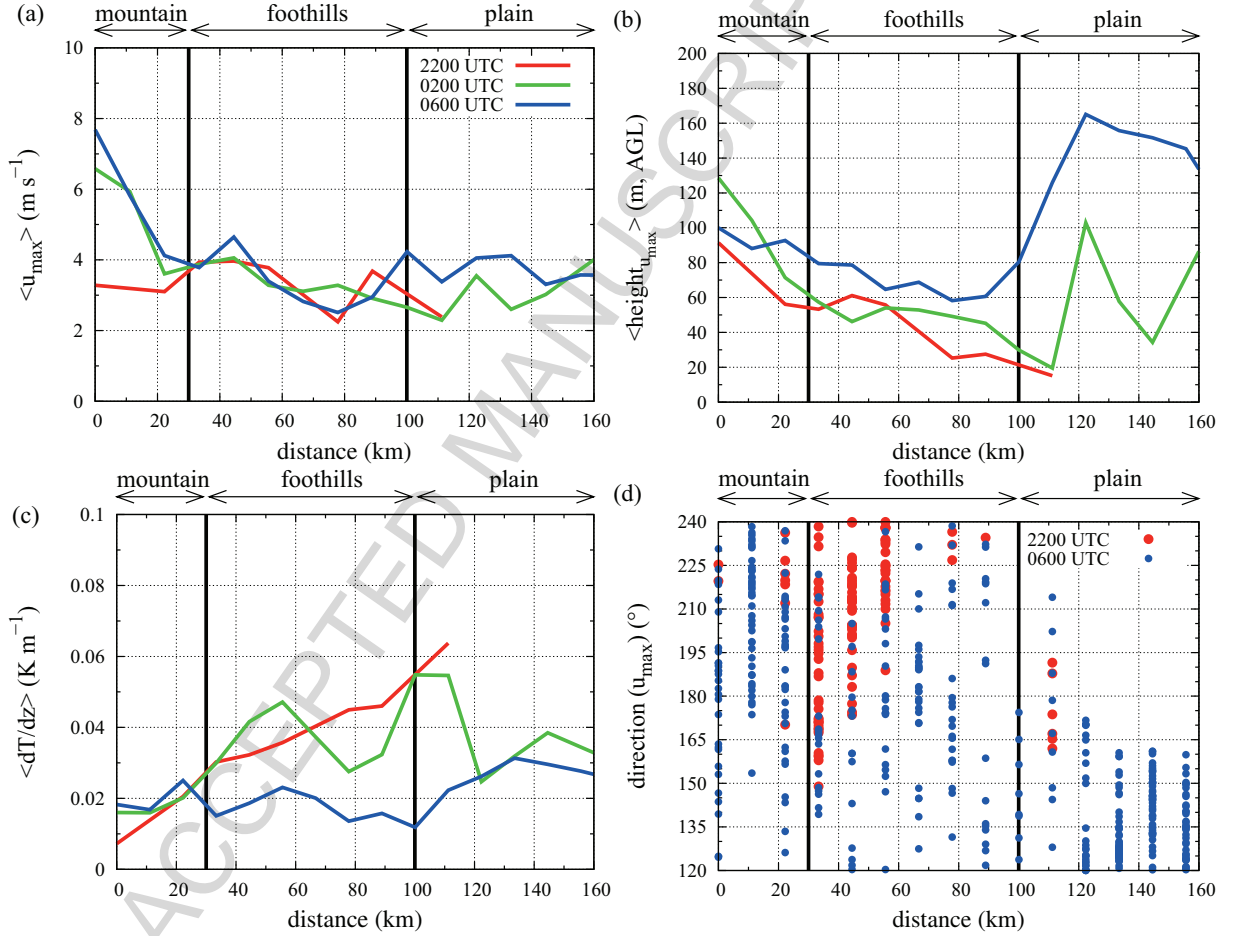 (a)
mountain foothills plain
10
8
6
4
2
0
<u_max> (m s⁻¹)
2200 UTC
0200 UTC
0600 UTC
0 20 40 60 80 100 120 140 160
distance (km)
(b)
mountain foothills plain
200
180
160
140
120
100
80
60
40
20
0
<height_u_max> (m, AGL)
0 20 40 60 80 100 120 140 160
distance (km)
(c)
mountain foothills plain
0.1
0.08
0.06
0.04
0.02
0
<dT/dz> (K m⁻¹)
0 20 40 60 80 100 120 140 160
distance (km)
(d)
mountain foothills plain
240
225
210
195
180
165
150
135
120
direction (u_max) (°)
2200 UTC
0600 UTC
0 20 40 60 80 100 120 140 160
distance (km)
ACCEPTED MANUSCRIP